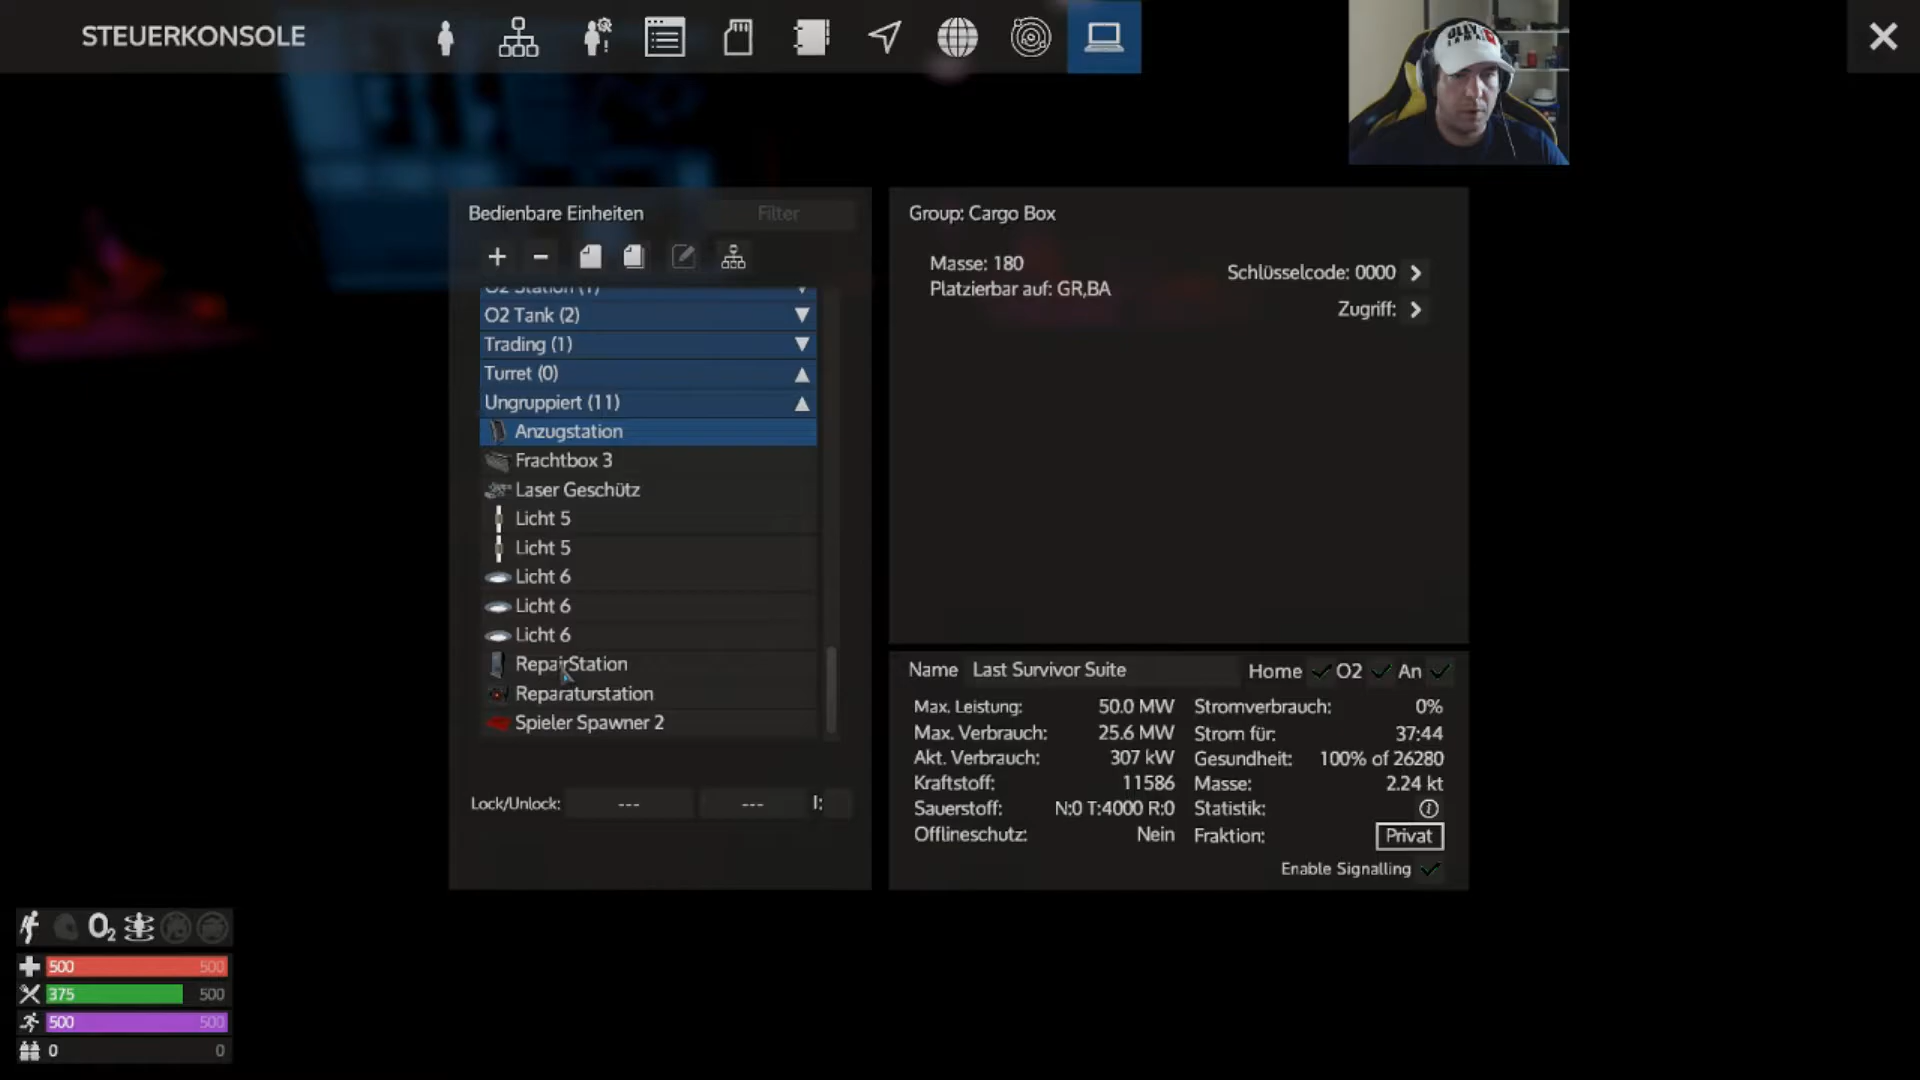 STEUERKONSOLE
Bedienbare Einheiten
Filter
O2 Station (1)
O2 Tank (2)
Trading (1)
Turret (0)
Ungruppiert (11)
Anzugstation
Frachtbox 3
Laser Geschütz
Licht 5
Licht 5
Licht 6
Licht 6
Licht 6
RepairStation
Reparaturstation
Spieler Spawner 2
Lock/Unlock: --- --- I:
Group: Cargo Box
Masse: 180
Platzierbar auf: GR,BA
Schlüsselcode: 0000
Zugriff:
Name Last Survivor Suite Home O2 An
Max. Leistung: 50.0 MW Stromverbrauch: 0%
Max. Verbrauch: 25.6 MW Strom für: 37:44
Akt. Verbrauch: 307 kW Gesundheit: 100% of 26280
Kraftstoff: 11586 Masse: 2.24 kt
Sauerstoff: N:0 T:4000 R:0 Statistik:
Offlineschutz: Nein Fraktion: Privat
Enable Signalling
O2
500 500
375 500
500 500
0 0